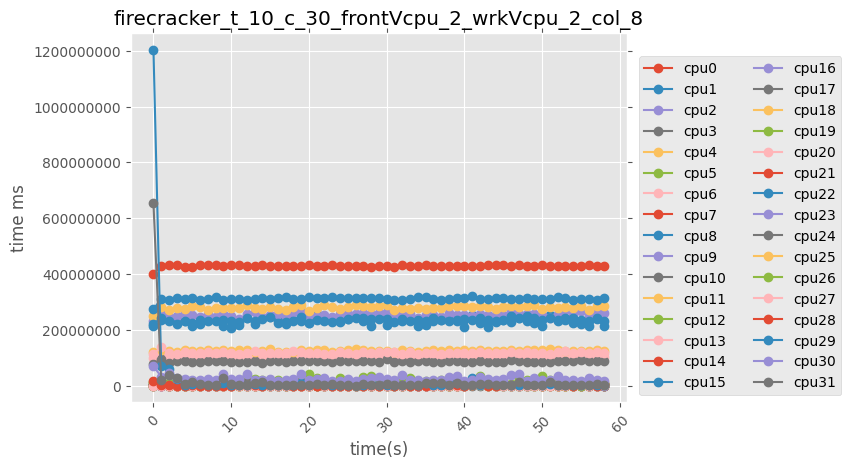 firecracker_t_10_c_30_frontVcpu_2_wrkVcpu_2_col_8
time ms
1200000000
1000000000
800000000
600000000
400000000
200000000
0
0 10 20 30 40 50 60
time(s)
cpu0 cpu16
cpu1 cpu17
cpu2 cpu18
cpu3 cpu19
cpu4 cpu20
cpu5 cpu21
cpu6 cpu22
cpu7 cpu23
cpu8 cpu24
cpu9 cpu25
cpu10 cpu26
cpu11 cpu27
cpu12 cpu28
cpu13 cpu29
cpu14 cpu30
cpu15 cpu31